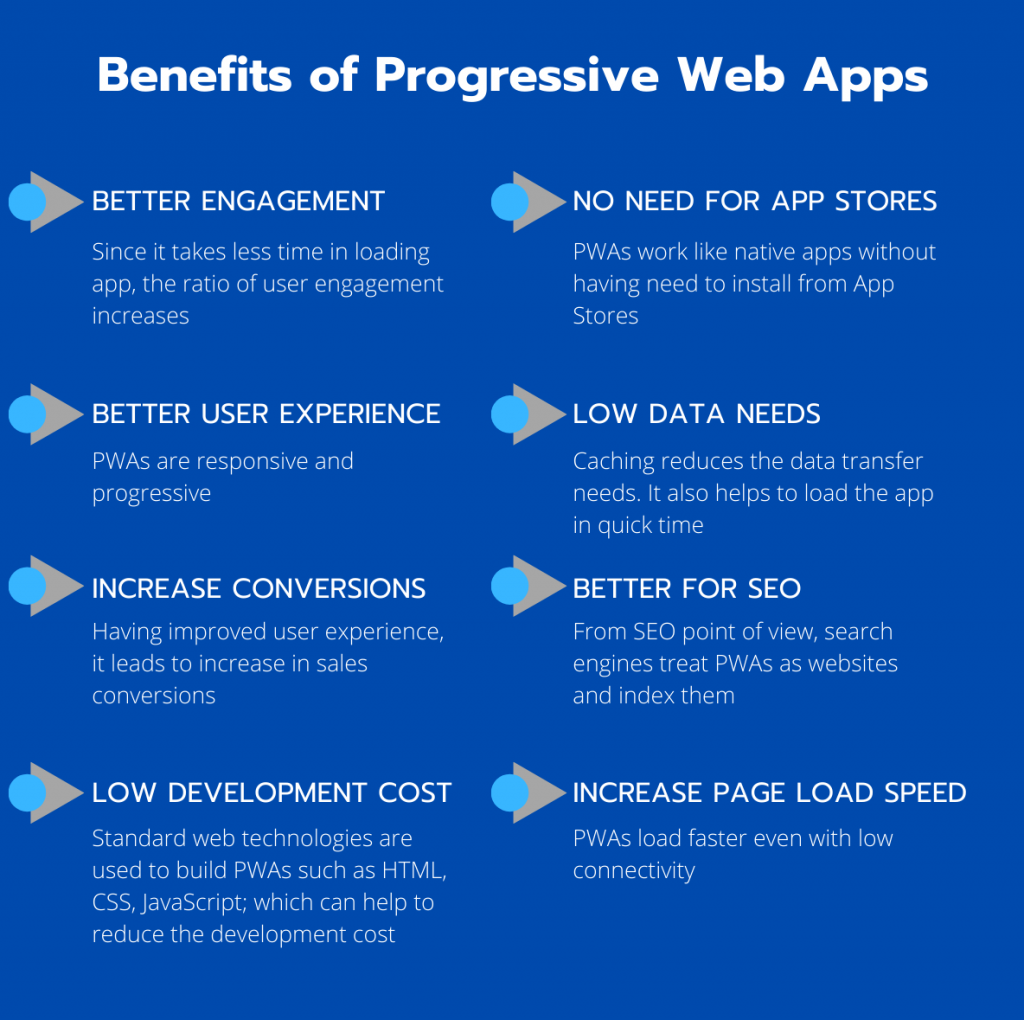 Benefits of Progressive Web Apps
BETTER ENGAGEMENT
Since it takes less time in loading
app, the ratio of user engagement
increases
NO NEED FOR APP STORES
PWAs work like native apps without
having need to install from App
Stores
BETTER USER EXPERIENCE
PWAs are responsive and
progressive
LOW DATA NEEDS
Caching reduces the data transfer
needs. It also helps to load the app
in quick time
INCREASE CONVERSIONS
Having improved user experience,
it leads to increase in sales
conversions
BETTER FOR SEO
From SEO point of view, search
engines treat PWAs as websites
and index them
LOW DEVELOPMENT COST
Standard web technologies are
used to build PWAs such as HTML,
CSS, JavaScript; which can help to
reduce the development cost
INCREASE PAGE LOAD SPEED
PWAs load faster even with low
connectivity